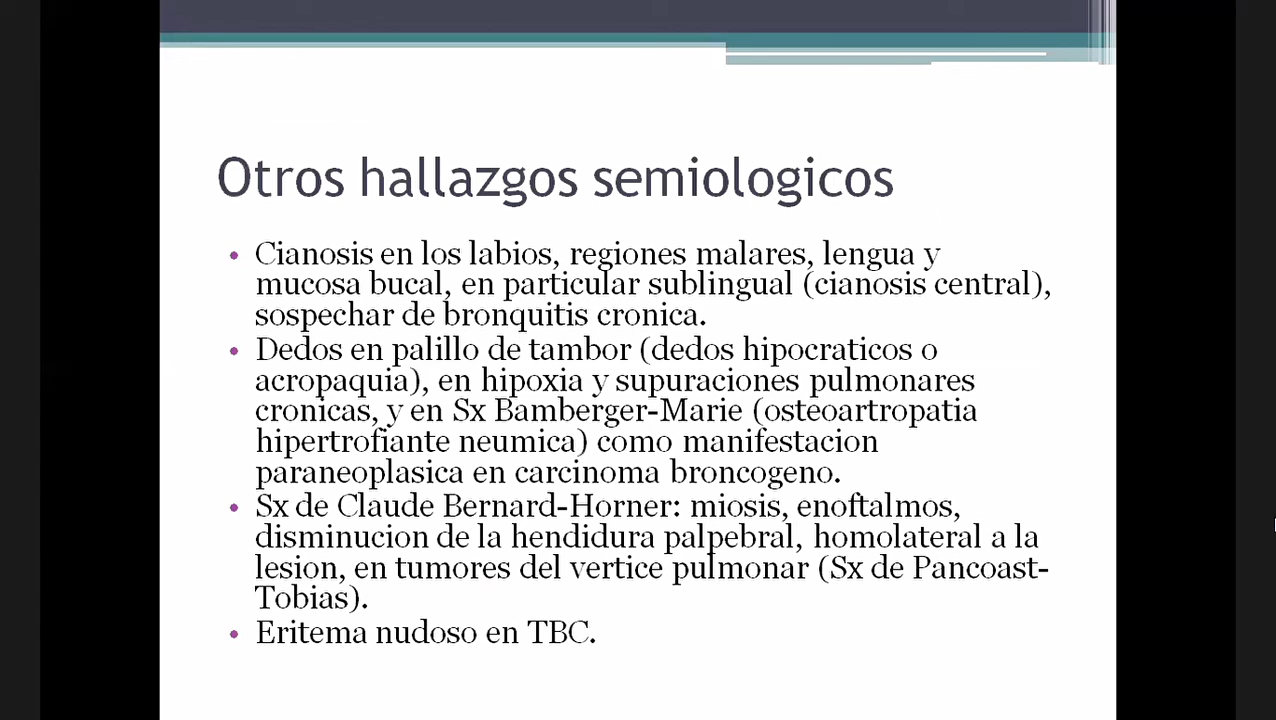 Otros hallazgos semiologicos
• Cianosis en los labios, regiones malares, lengua y
mucosa bucal, en particular sublingual (cianosis central),
sospechar de bronquitis cronica.
• Dedos en palillo de tambor (dedos hipocraticos o
acropaquia), en hipoxia y supuraciones pulmonares
cronicas, y en Sx Bamberger-Marie (osteoartropatia
hipertrofiante neumica) como manifestacion
paraneoplasica en carcinoma broncogeno.
• Sx de Claude Bernard-Horner: miosis, enoftalmos,
disminucion de la hendidura palpebral, homolateral a la
lesion, en tumores del vertice pulmonar (Sx de Pancoast-
Tobias).
• Eritema nudoso en TBC.